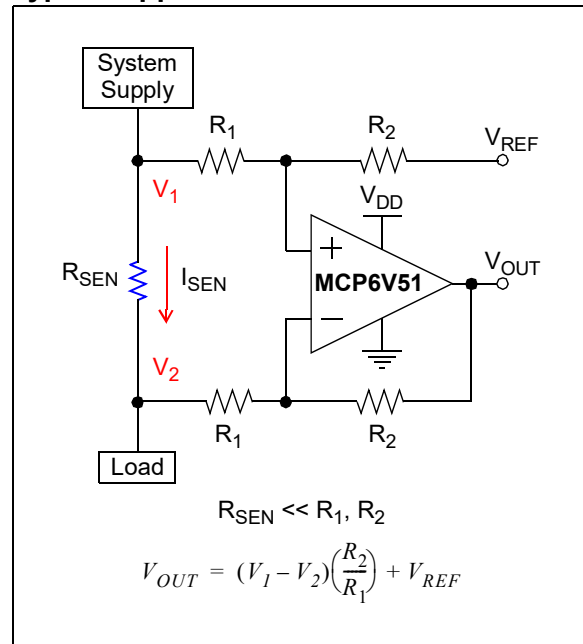 System
Supply
R1
R2
VREF
V1
VDD
+
MCP6V51
VOUT
RSEN
ISEN
−
V2
R1
R2
Load
RSEN << R1, R2
VOUT = (V1 – V2)(R2/R1) + VREF